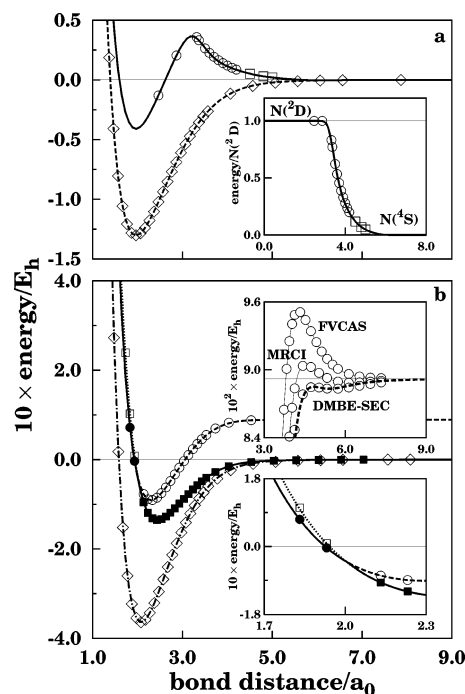 a
1.5
1.0
0.5
0.0
-0.5
-1.0
-1.5
N(²D)
1.0
0.5
0.0
energy/N(²D)
N(⁴S)
0.0 4.0 8.0
b
10 × energy/Eₕ
4.0
2.0
0.0
-2.0
-4.0
9.6
9.0
8.4
10² × energy/Eₕ
FVCAS
MRCI
DMBE-SEC
3.0 6.0 9.0
1.8
0.0
-1.8
10 × energy/Eₕ
1.7 2.0 2.3
1.0 3.0 5.0 7.0 9.0
bond distance/a₀